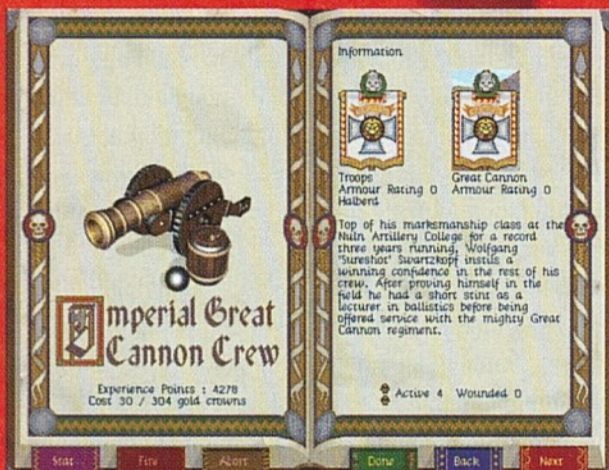 Imperial Great
Cannon Crew
Experience Points : 4278
Cost 30 / 304 gold crowns
Information
Troops
Armour Rating 0
Halberd
Great Cannon
Armour Rating 0
Top of his marksmanship class at the
Nuln Artillery College for a record
three years running, Wolfgang
'Sureshot' Swartzkopf instils a
winning confidence in the rest of his
crew. After proving himself in the
field he had a short stint as a
lecturer in ballistics before being
offered service with the mighty Great
Cannon regiment.
Active 4 Wounded 0
Stat
Fire
Abort
Done
Back
Next